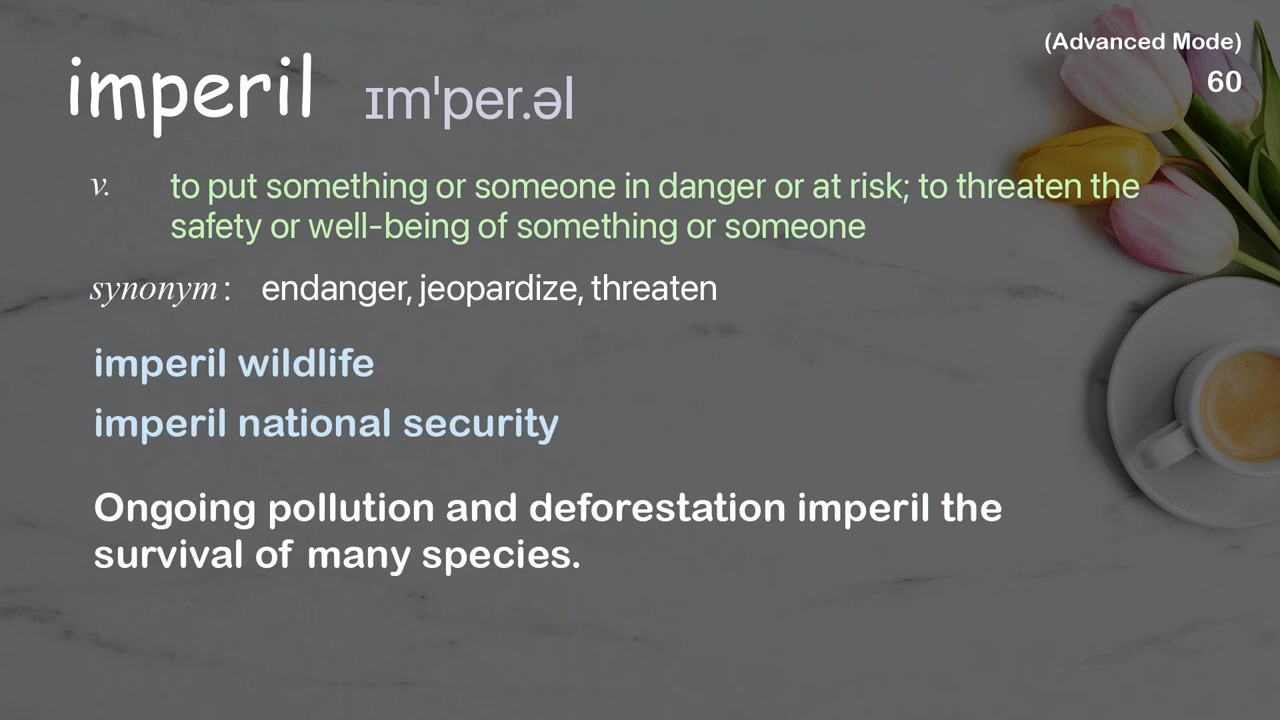 (Advanced Mode)
60
imperil ɪmˈper.əl
v. to put something or someone in danger or at risk; to threaten the
safety or well-being of something or someone
synonym: endanger, jeopardize, threaten
imperil wildlife
imperil national security
Ongoing pollution and deforestation imperil the
survival of many species.